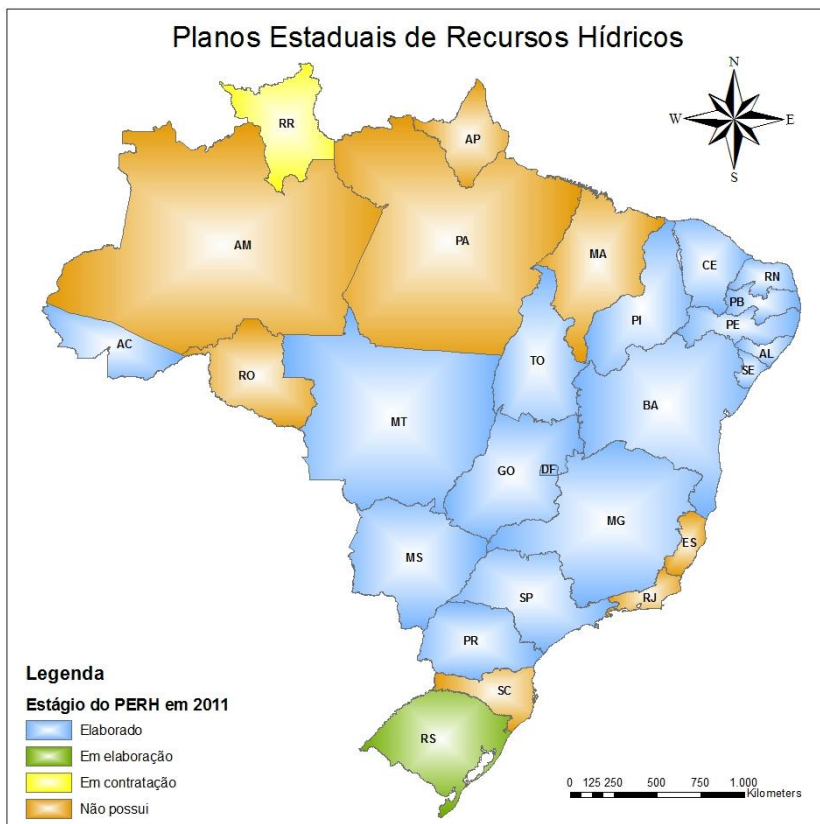 Planos Estaduais de Recursos Hídricos
N
W E
S
RR
AP
AM
PA
MA
CE
RN
PB
PI
PE
AC
TO
AL
SE
RO
BA
MT
GO DF
MG
MS
ES
SP
RJ
PR
SC
RS
Legenda
Estágio do PERH em 2011
Elaborado
Em elaboração
Em contratação
Não possui
0 125 250 500 750 1.000
Kilometers